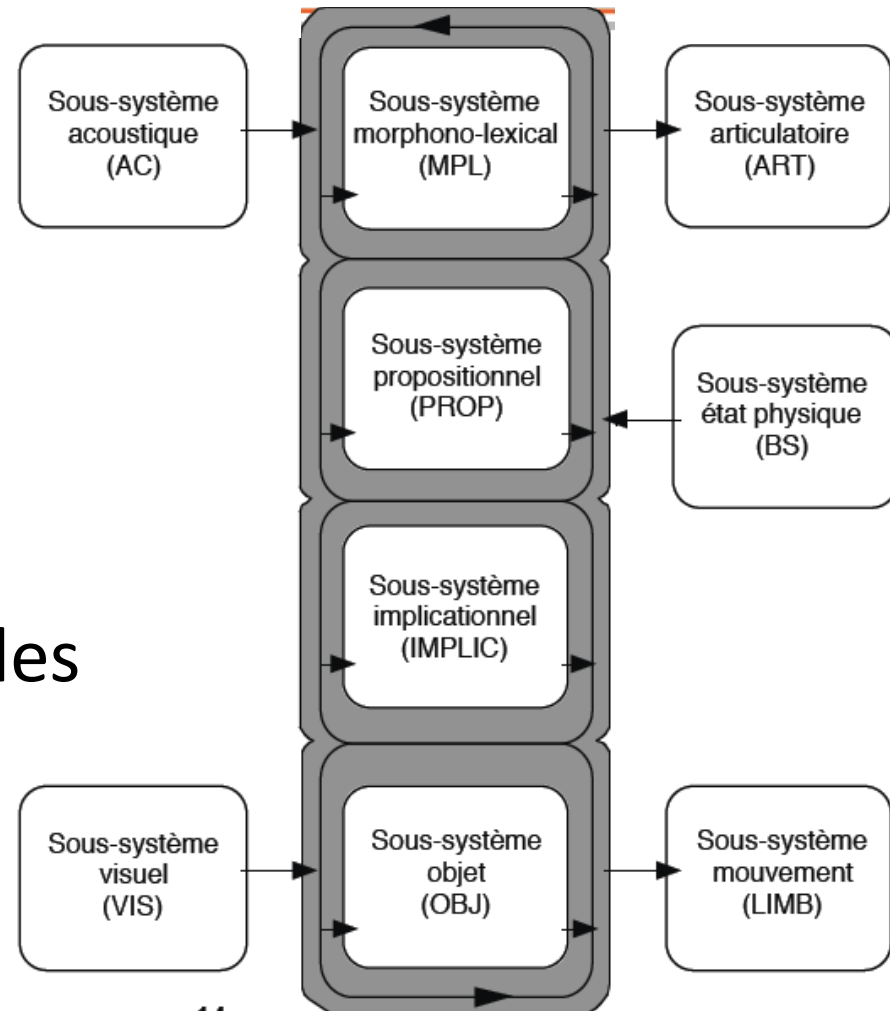 Sous-système
acoustique
(AC)
Sous-système
morphono-lexical
(MPL)
Sous-système
articulatoire
(ART)
Sous-système
propositionnel
(PROP)
Sous-système
état physique
(BS)
Sous-système
implicationnel
(IMPLIC)
les
Sous-système
visuel
(VIS)
Sous-système
objet
(OBJ)
Sous-système
mouvement
(LIMB)